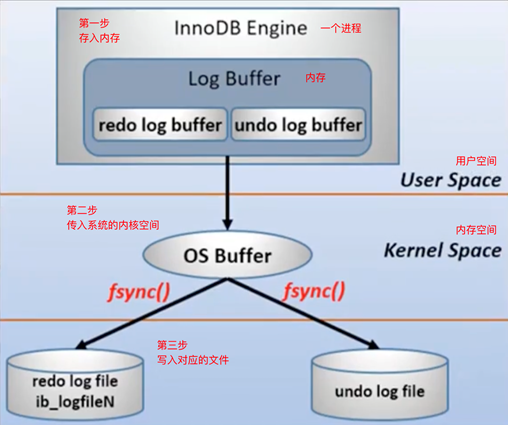 第一步
存入内存
InnoDB Engine
一个进程
Log Buffer
内存
redo log buffer
undo log buffer
用户空间
User Space
第二步
传入系统的内核空间
内存空间
Kernel Space
OS Buffer
fsync()
fsync()
第三步
写入对应的文件
redo log file
ib_logfileN
undo log file